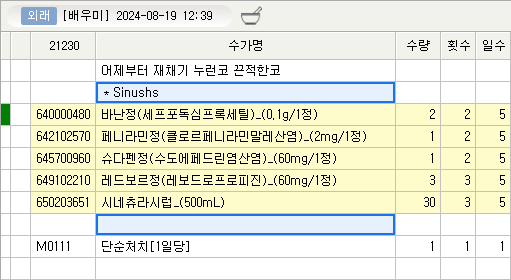 외래 [배우미] 2024-08-19 12:39
21230 수가명 수량 횟수 일수
어제부터 재채기 누런코 끈적한코
* Sinushs
640000480 바난정(세프포독심프록세틸)_(0.1g/1정) 2 2 5
642102570 페니라민정(클로르페니라민말레산염)_(2mg/1정) 1 2 5
645700960 슈다펜정(수도에페드린염산염)_(60mg/1정) 1 2 5
649102210 레드보르정(레보드로프로피진)_(60mg/1정) 3 3 5
650203651 시네츄라시럽_(500mL) 30 3 5
M0111 단순처치[1일당] 1 1 1